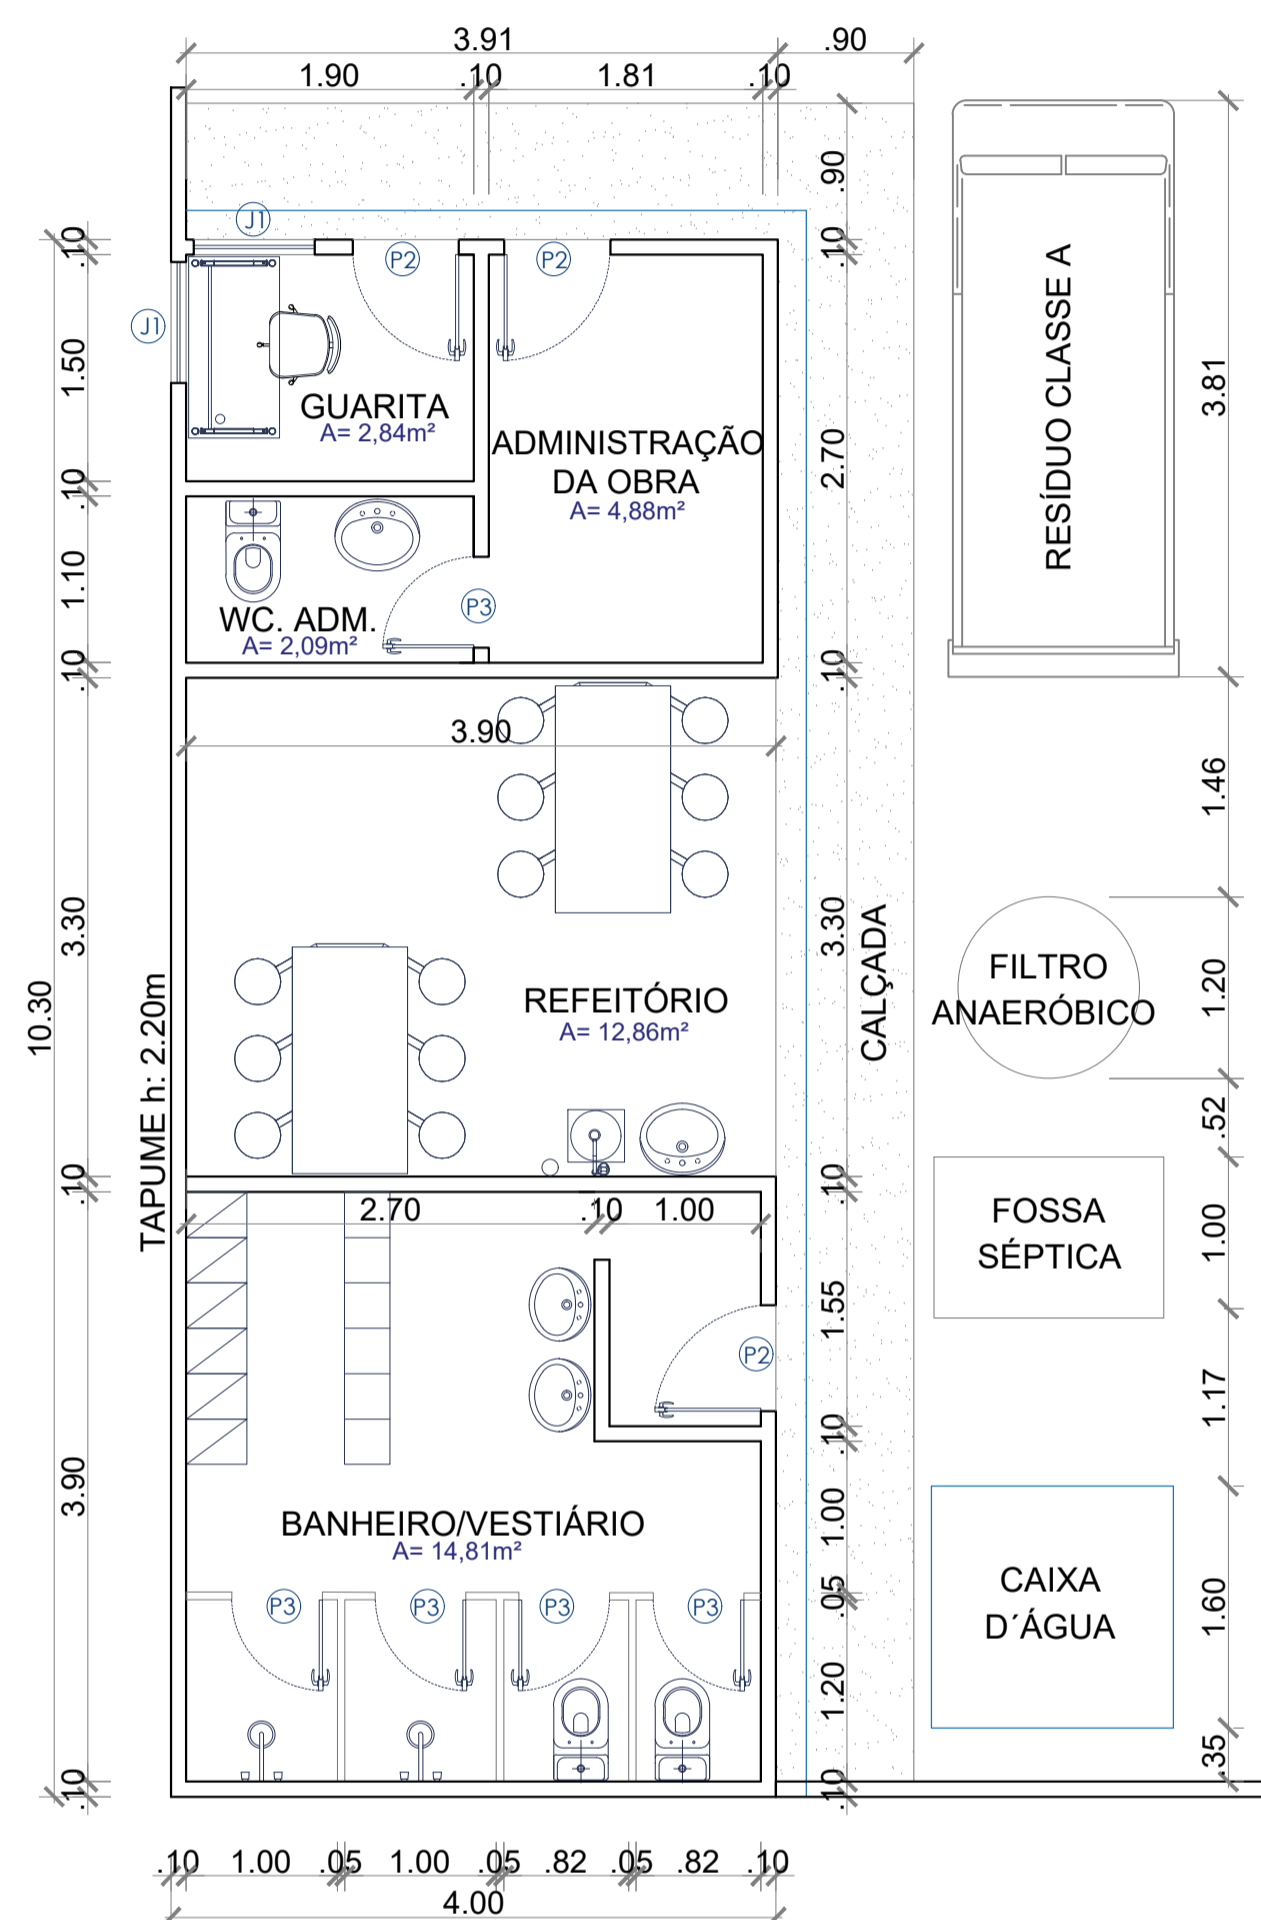 3.91
.90
1.90
.10
1.81
.10
.90
.10
J1
P2
P2
.10
J1
1.50
GUARITA
A= 2,84m²
ADMINISTRAÇÃO
DA OBRA
A= 4,88m²
2.70
RESÍDUO CLASSE A
3.81
.10
1.10
WC. ADM.
A= 2,09m²
P3
.10
.10
3.90
1.46
3.30
3.30
CALÇADA
FILTRO
ANAERÓBICO
1.20
REFEITÓRIO
A= 12,86m²
10.30
TAPUME h: 2.20m
.52
.10
.10
2.70
.10
1.00
FOSSA
SÉPTICA
1.00
1.55
P2
1.17
.10
3.90
BANHEIRO/VESTIÁRIO
A= 14,81m²
1.00
P3
P3
P3
P3
.05
CAIXA
D´ÁGUA
1.60
1.20
.35
.10
.10
.10
1.00
.05
1.00
.05
.82
.05
.82
.10
4.00